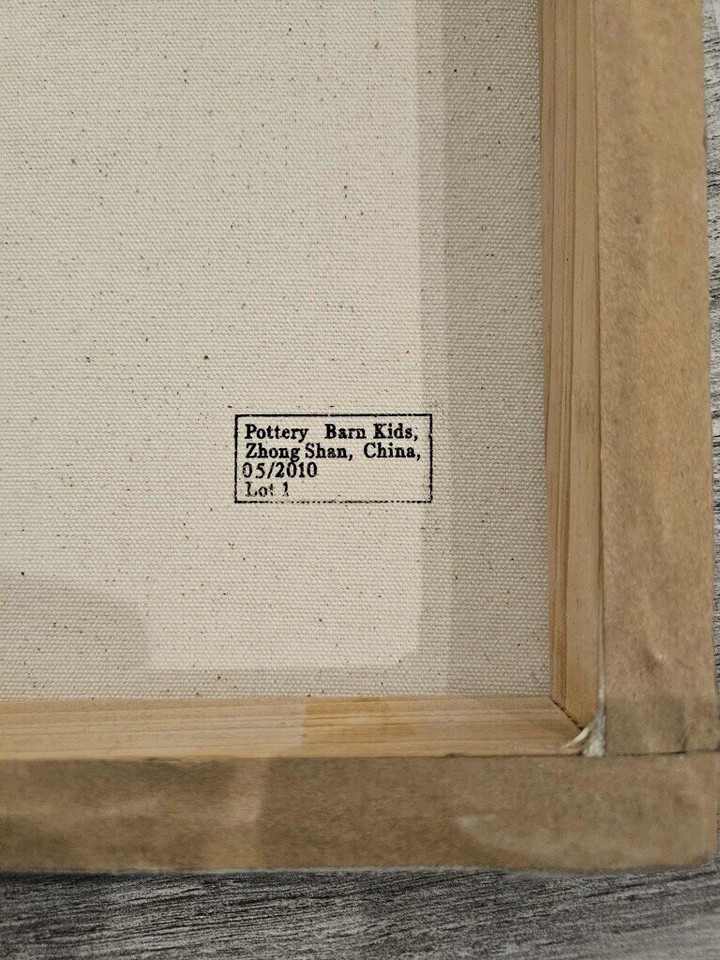 Pottery Barn Kids,
Zhong Shan, China,
05/2010
Lot 1